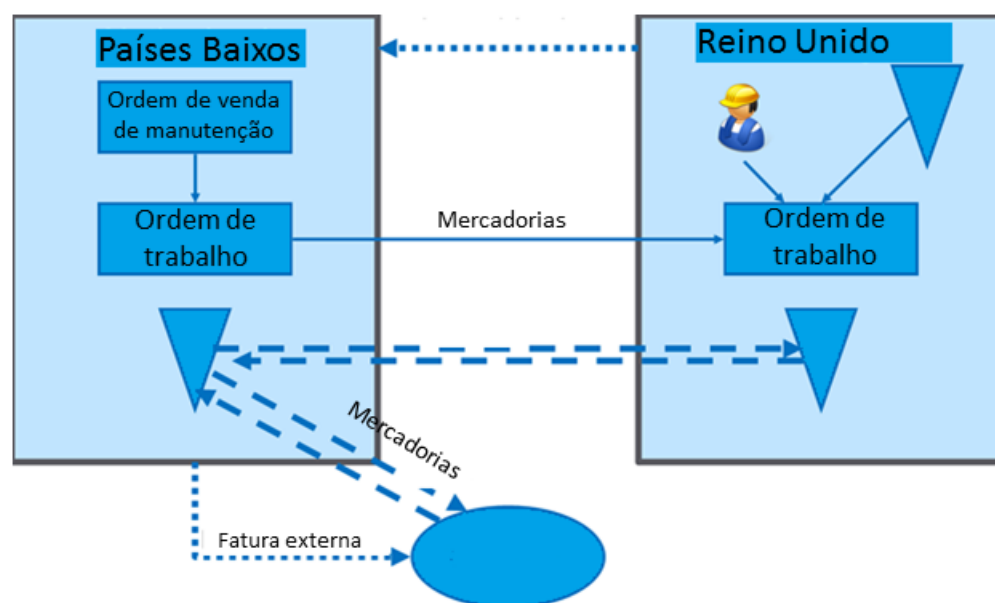 Países Baixos
Reino Unido
Ordem de venda
de manutenção
Ordem de
trabalho
Mercadorias
Ordem de
trabalho
Mercadorias
Fatura externa